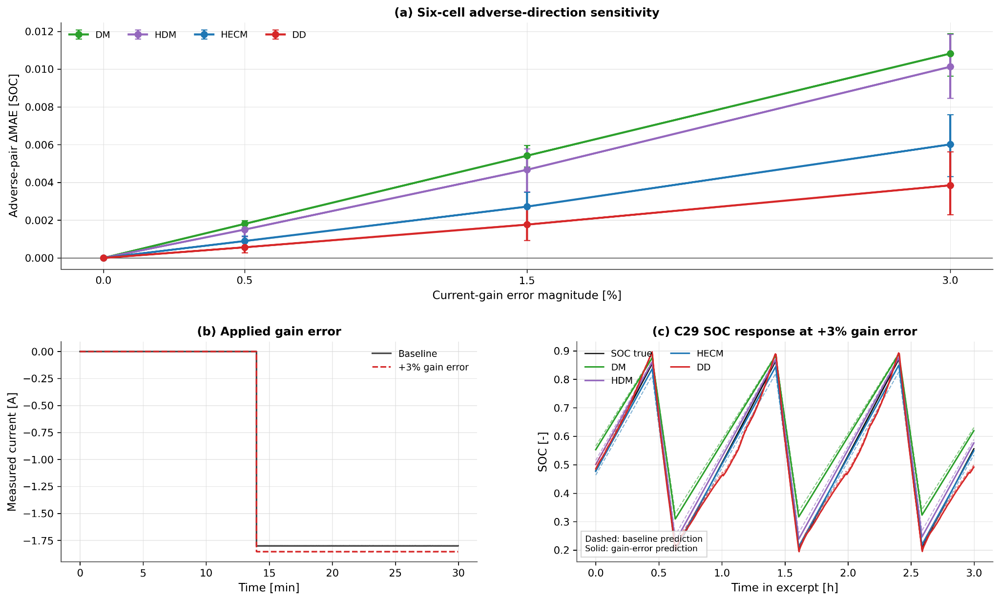 (a) Six-cell adverse-direction sensitivity
DM HDM HECM DD
Adverse-pair ΔMAE [SOC]
0.012
0.010
0.008
0.006
0.004
0.002
0.000
0.0 0.5 1.5 3.0
Current-gain error magnitude [%]
(b) Applied gain error
Baseline
+3% gain error
Measured current [A]
0.00
−0.25
−0.50
−0.75
−1.00
−1.25
−1.50
−1.75
0 5 10 15 20 25 30
Time [min]
(c) C29 SOC response at +3% gain error
SOC true HECM
DM DD
HDM
SOC [-]
0.9
0.8
0.7
0.6
0.5
0.4
0.3
0.2
Dashed: baseline prediction
Solid: gain-error prediction
0.0 0.5 1.0 1.5 2.0 2.5 3.0
Time in excerpt [h]